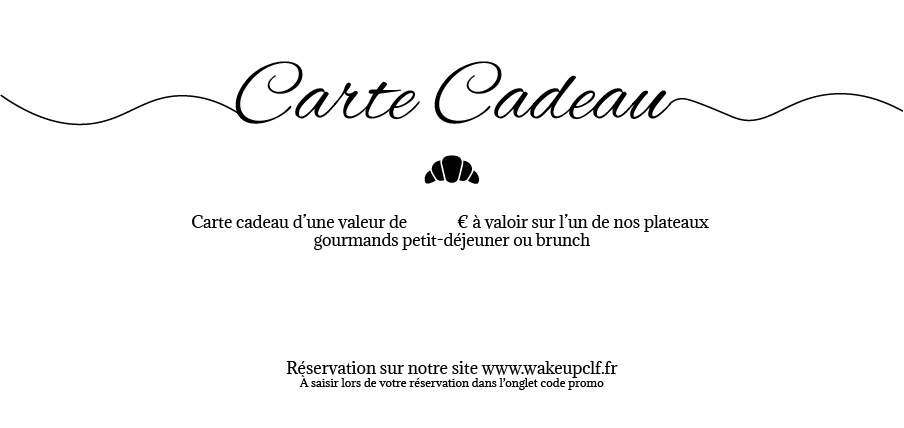 Carte Cadeau
Carte cadeau d’une valeur de € à valoir sur l’un de nos plateaux
gourmands petit-déjeuner ou brunch
Réservation sur notre site www.wakeupclf.fr
À saisir lors de votre réservation dans l’onglet code promo